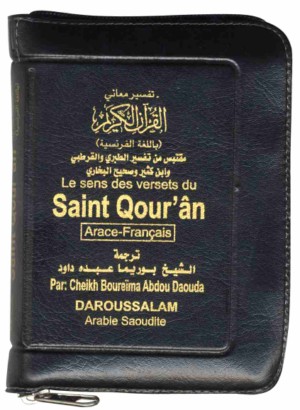 تفسير معاني
القرآن الكريم
(باللغة الفرنسية)
مقتبس من تفسير الطبري والقرطبي
وابن كثير وصحيح البخاري
Le sens des versets du
Saint Qour'ân
Arace-Français
ترجمة
الشيخ بوريما عبده داود
Par: Cheikh Boureïma Abdou Daouda
DAROUSSALAM
Arabie Saoudite